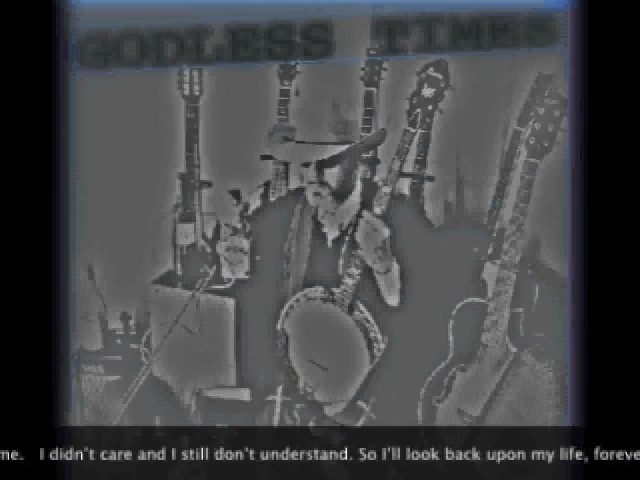 GODLESS TIMES
me. I didn't care and I still don't understand. So I'll look back upon my life, foreve